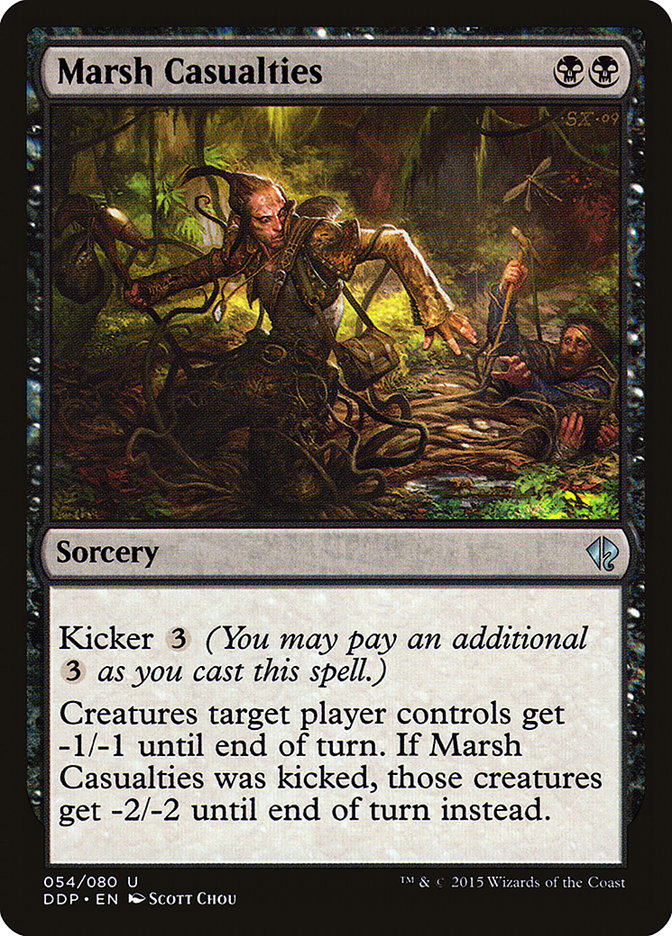 Marsh Casualties
SX·09
Sorcery
Kicker 3 (You may pay an additional
3 as you cast this spell.)
Creatures target player controls get
-1/-1 until end of turn. If Marsh
Casualties was kicked, those creatures
get -2/-2 until end of turn instead.
054/080 U
™ & © 2015 Wizards of the Coast
DDP • EN Scott Chou